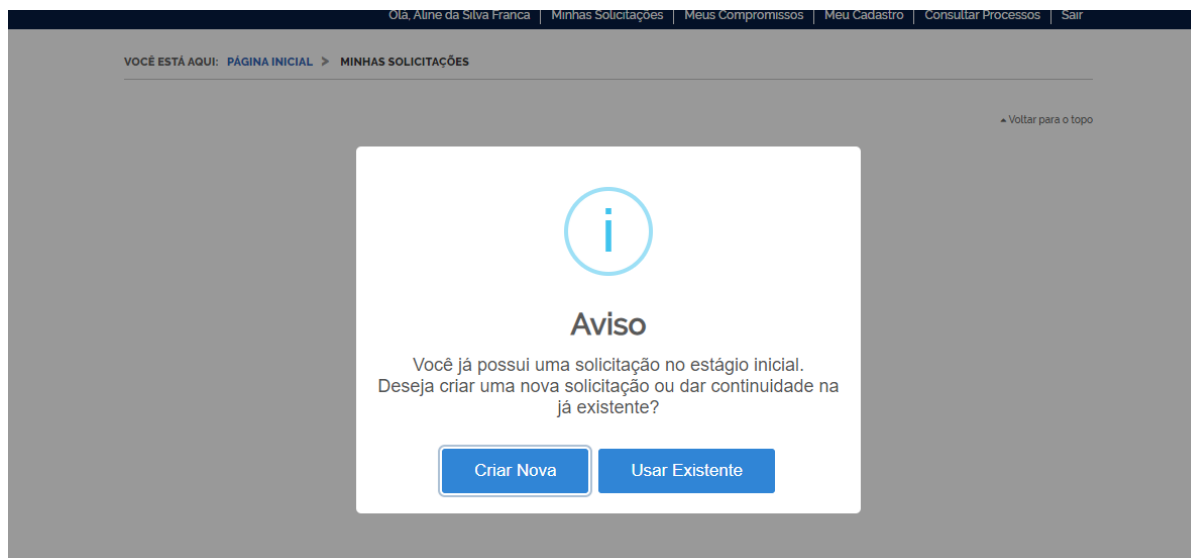 Olá, Aline da Silva Franca | Minhas Solicitações | Meus Compromissos | Meu Cadastro | Consultar Processos | Sair
VOCÊ ESTÁ AQUI: PÁGINA INICIAL > MINHAS SOLICITAÇÕES
Voltar para o topo
i
Aviso
Você já possui uma solicitação no estágio inicial.
Deseja criar uma nova solicitação ou dar continuidade na
já existente?
Criar Nova Usar Existente